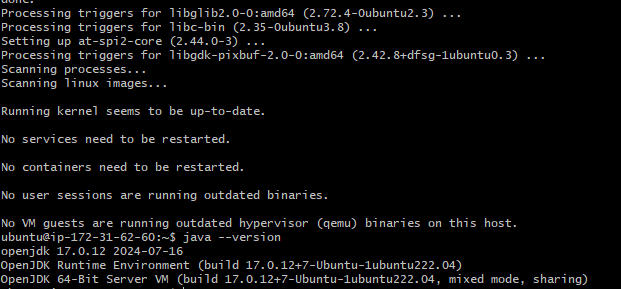 done.
Processing triggers for libglib2.0-0:amd64 (2.72.4-0ubuntu2.3) ...
Processing triggers for libc-bin (2.35-0ubuntu3.8) ...
Setting up at-spi2-core (2.44.0-3) ...
Processing triggers for libgdk-pixbuf-2.0-0:amd64 (2.42.8+dfsg-1ubuntu0.3) ...
Scanning processes...
Scanning linux images...
Running kernel seems to be up-to-date.
No services need to be restarted.
No containers need to be restarted.
No user sessions are running outdated binaries.
No VM guests are running outdated hypervisor (qemu) binaries on this host.
ubuntu@ip-172-31-62-60:~$ java --version
openjdk 17.0.12 2024-07-16
OpenJDK Runtime Environment (build 17.0.12+7-Ubuntu-1ubuntu222.04)
OpenJDK 64-Bit Server VM (build 17.0.12+7-Ubuntu-1ubuntu222.04, mixed mode, sharing)